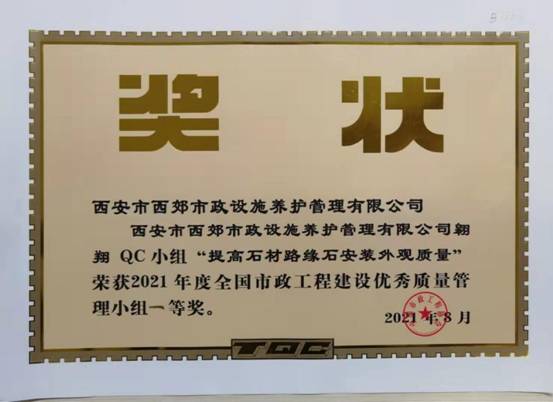 奖状
西安市西郊市政设施养护管理有限公司
西安市西郊市政设施养护管理有限公司翱
翔 QC 小组“提高石材路缘石安装外观质量”
荣获2021年度全国市政工程建设优秀质量管
理小组一等奖。
2021 年 8 月
TQC